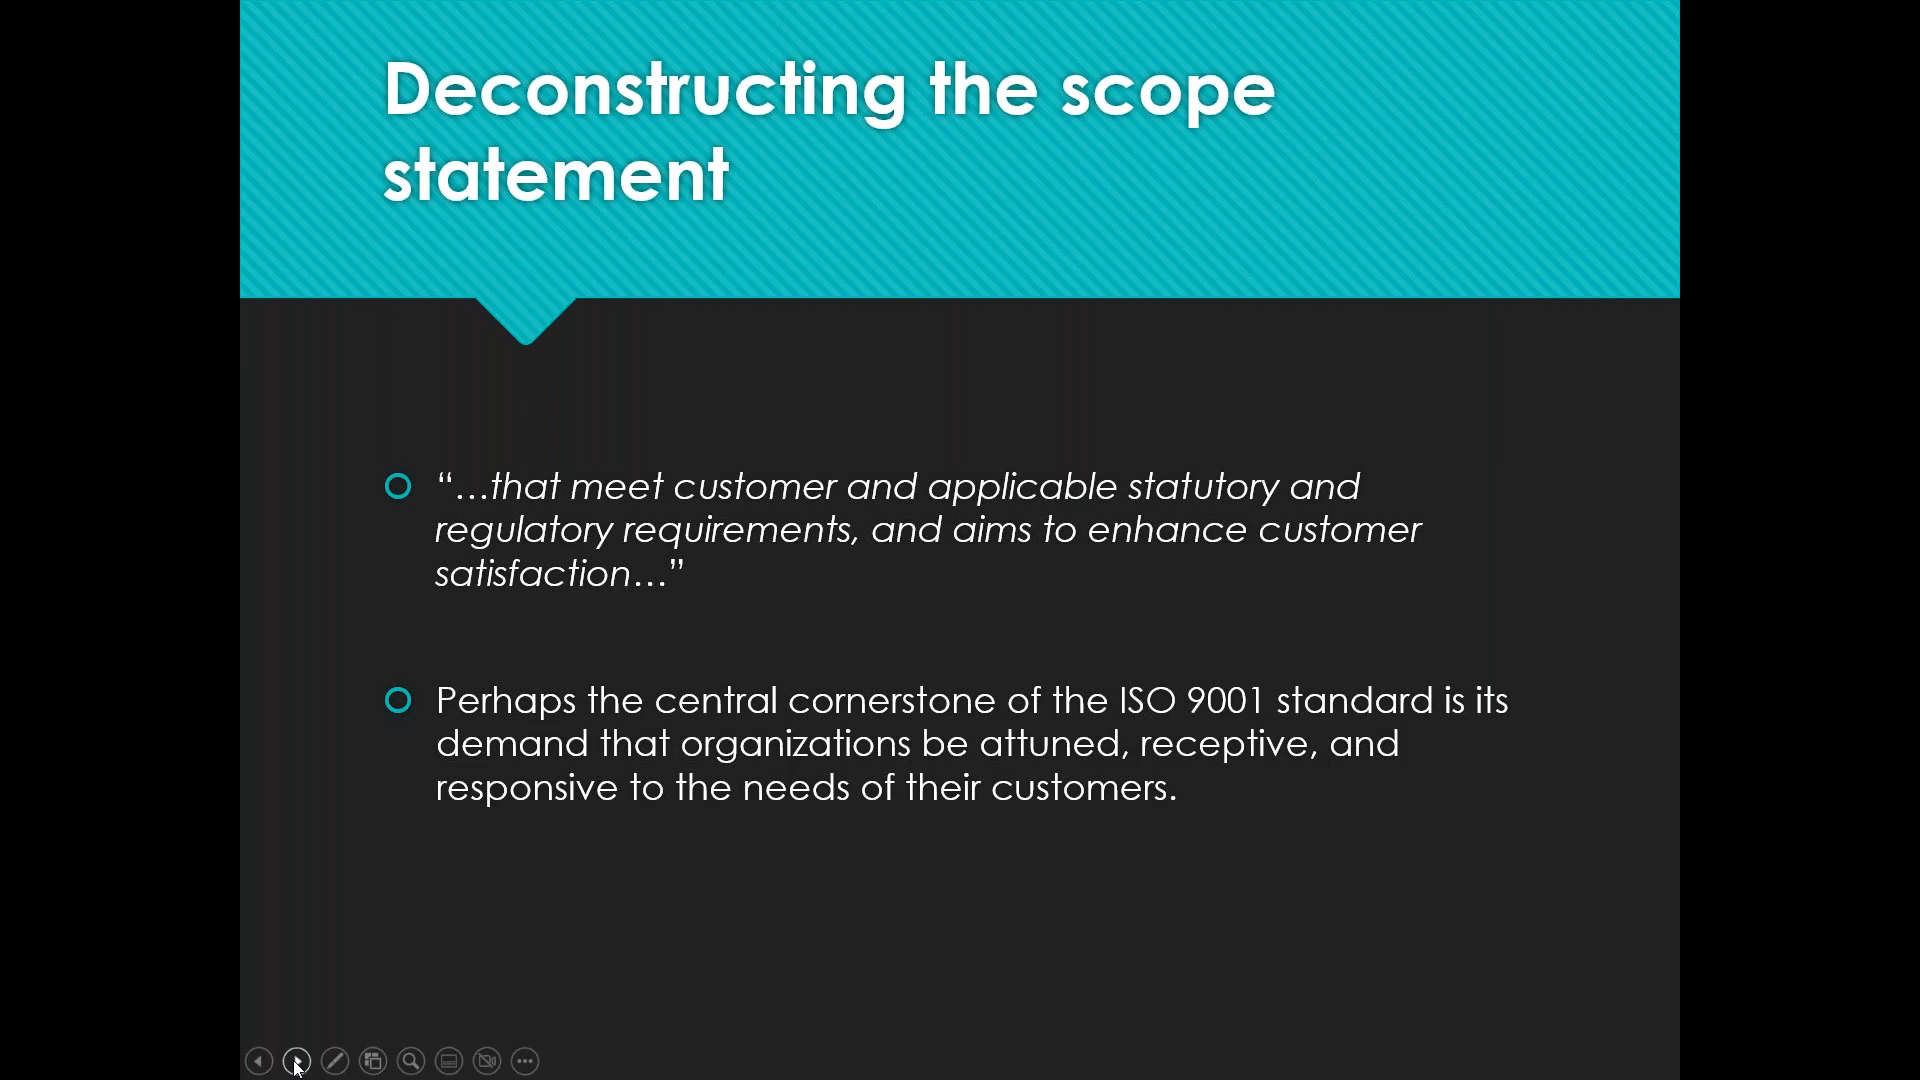 Deconstructing the scope
statement
“…that meet customer and applicable statutory and
regulatory requirements, and aims to enhance customer
satisfaction…”
Perhaps the central cornerstone of the ISO 9001 standard is its
demand that organizations be attuned, receptive, and
responsive to the needs of their customers.